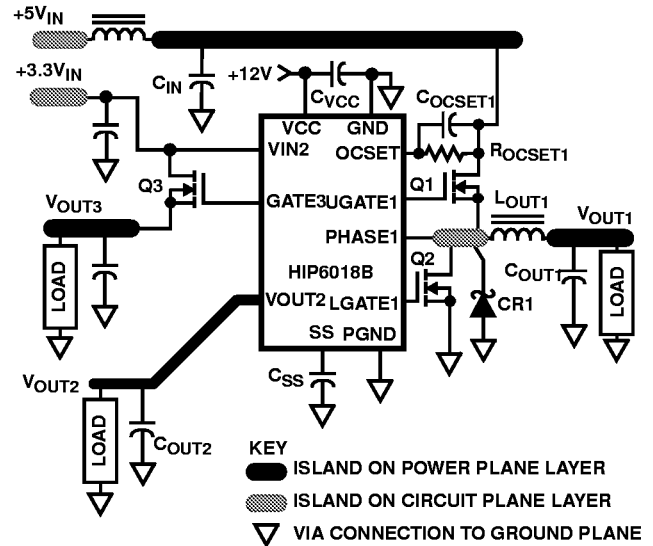 +5VIN
+3.3VIN
CIN
+12V
CVCC
COCSET1
VCC
GND
VIN2
OCSET
ROCSET1
Q3
Q1
VOUT3
GATE3
UGATE1
LOUT1
VOUT1
PHASE1
LOAD
HIP6018B
Q2
COUT1
LOAD
VOUT2
LGATE1
CR1
SS
PGND
VOUT2
CSS
LOAD
COUT2
KEY
ISLAND ON POWER PLANE LAYER
ISLAND ON CIRCUIT PLANE LAYER
VIA CONNECTION TO GROUND PLANE